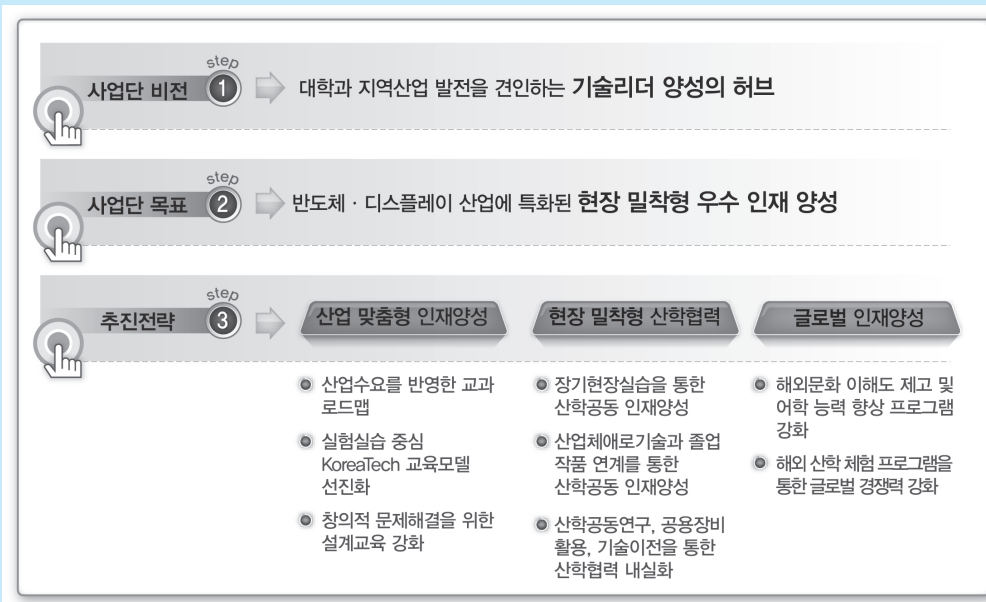 step
사업단 비전 1 대학과 지역산업 발전을 견인하는 기술리더 양성의 허브
step
사업단 목표 2 반도체 · 디스플레이 산업에 특화된 현장 밀착형 우수 인재 양성
step
추진전략 3
산업 맞춤형 인재양성
산업수요를 반영한 교과
로드맵
실험실습 중심
KoreaTech 교육모델
선진화
창의적 문제해결을 위한
설계교육 강화
현장 밀착형 산학협력
장기현장실습을 통한
산학공동 인재양성
산업체애로기술과 졸업
작품 연계를 통한
산학공동 인재양성
산학공동연구, 공용장비
활용, 기술이전을 통한
산학협력 내실화
글로벌 인재양성
해외문화 이해도 제고 및
어학 능력 향상 프로그램
강화
해외 산학 체험 프로그램을
통한 글로벌 경쟁력 강화